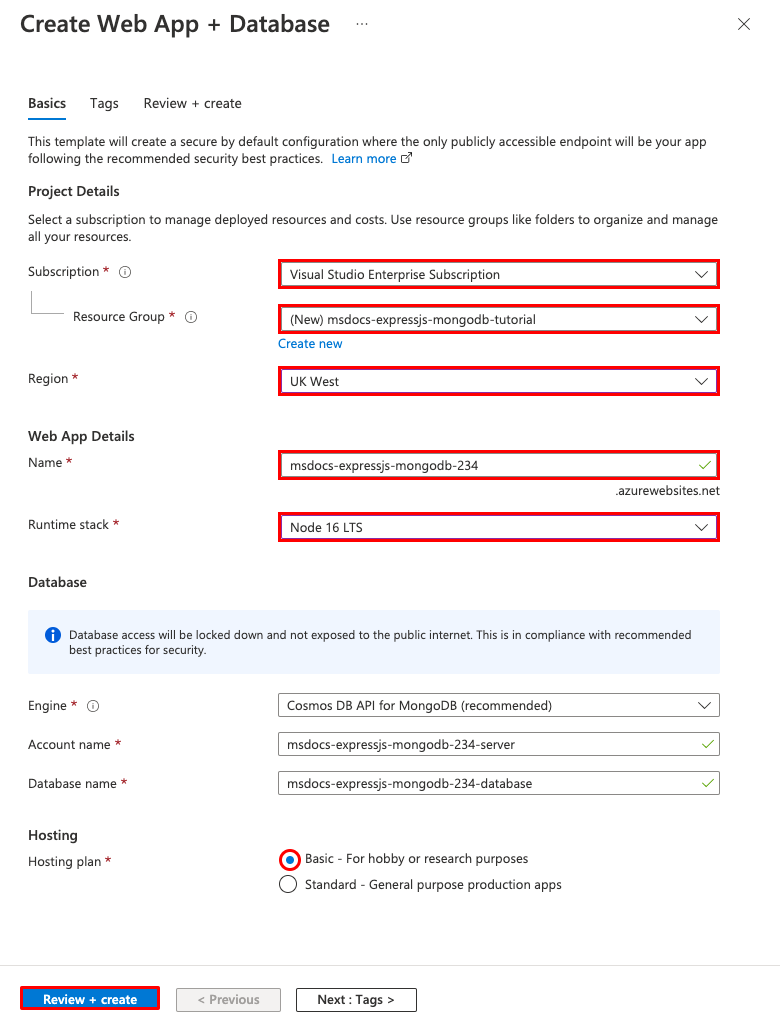 Create Web App + Database ...
Basics Tags Review + create
This template will create a secure by default configuration where the only publicly accessible endpoint will be your app
following the recommended security best practices. Learn more
Project Details
Select a subscription to manage deployed resources and costs. Use resource groups like folders to organize and manage
all your resources.
Subscription * Visual Studio Enterprise Subscription
Resource Group * (New) msdocs-expressjs-mongodb-tutorial
Create new
Region * UK West
Web App Details
Name * msdocs-expressjs-mongodb-234
.azurewebsites.net
Runtime stack * Node 16 LTS
Database
Database access will be locked down and not exposed to the public internet. This is in compliance with recommended
best practices for security.
Engine * Cosmos DB API for MongoDB (recommended)
Account name * msdocs-expressjs-mongodb-234-server
Database name * msdocs-expressjs-mongodb-234-database
Hosting
Hosting plan * Basic - For hobby or research purposes
Standard - General purpose production apps
Review + create < Previous Next : Tags >